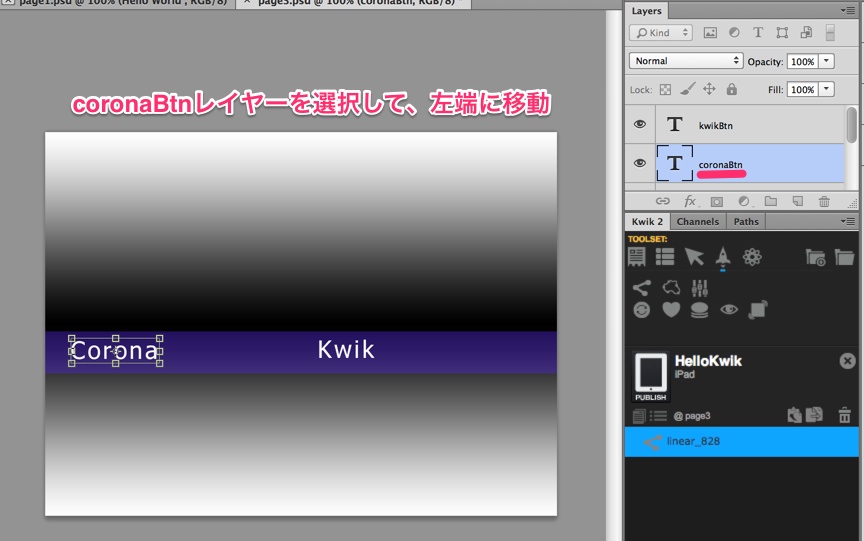 page1.psd @ 100% (Hello World , RGB/8)
page3.psd @ 100% (coronaBtn, RGB/8) *
coronaBtnレイヤーを選択して、左端に移動
Corona
Kwik
Layers
Kind
T
Normal
Opacity: 100%
Lock:
Fill: 100%
T kwikBtn
T coronaBtn
fx
Kwik 2
Channels
Paths
TOOLSET:
HelloKwik
iPad
PUBLISH
@ page3
linear_828